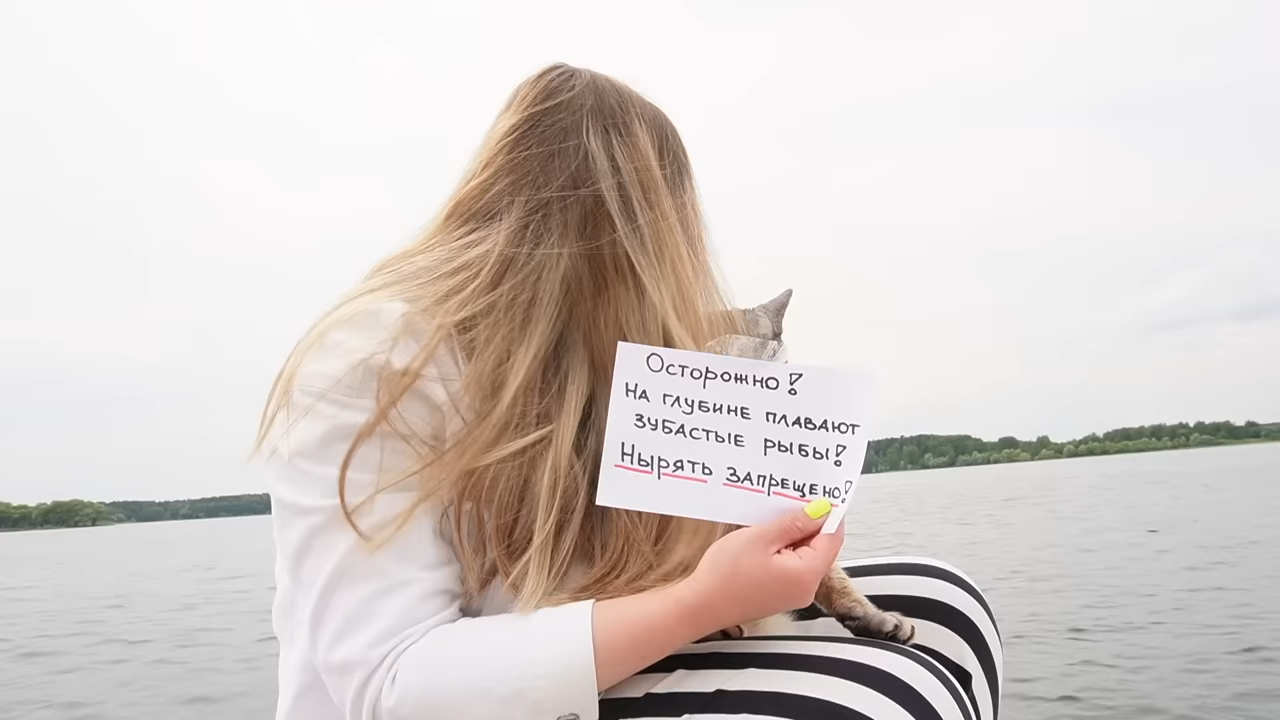 Осторожно!
На глубине плавают
зубастые рыбы!
Нырять запрещено!